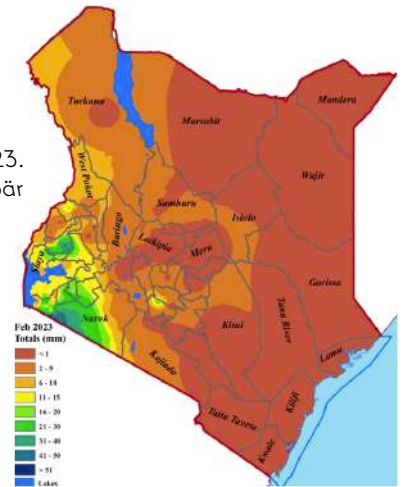 Turkana
Marsabit
Mandera
Wajir
West Pokot
Samburu
Isiolo
Baringo
Laikipia
Meru
Siaya
Garissa
Tana River
Kitui
Narok
Lamu
Kajiado
Kilifi
Taita Taveta
Kwale
23.
bär
Feb 2023
Totals (mm)
< 1
2 - 5
6 - 10
11 - 15
16 - 20
21 - 30
31 - 40
41 - 50
> 51
Lakes